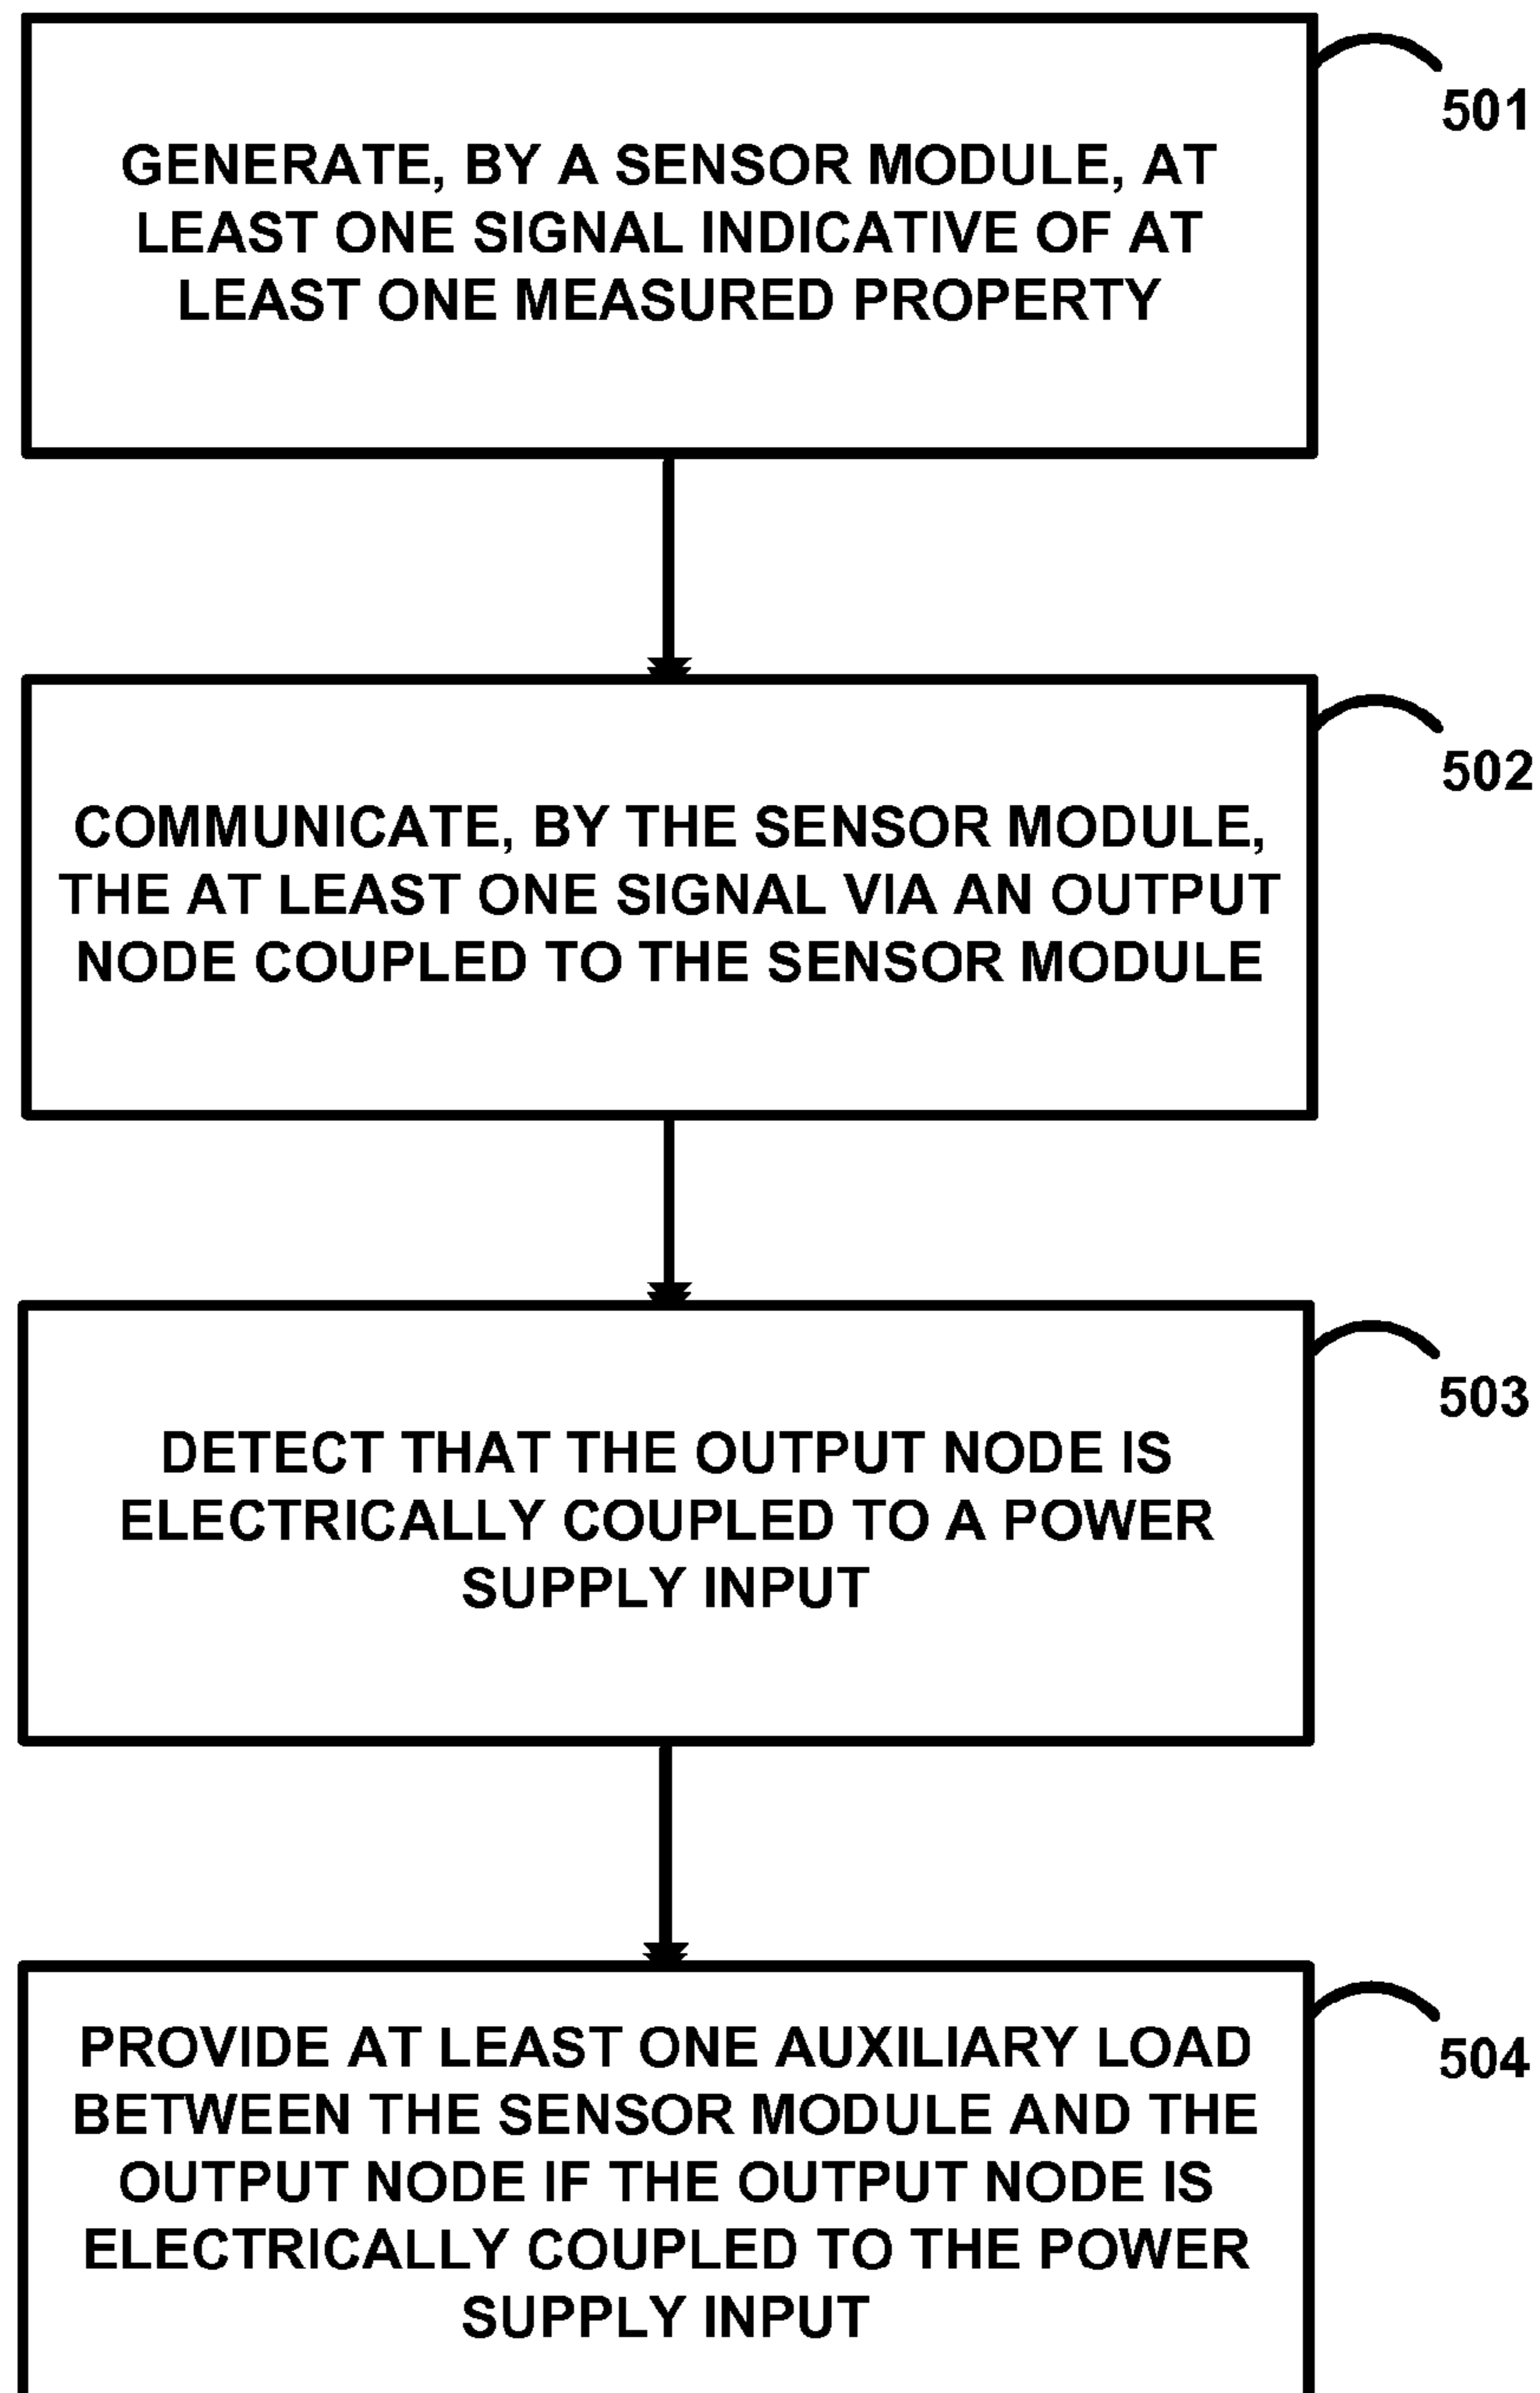 501
GENERATE, BY A SENSOR MODULE, AT
LEAST ONE SIGNAL INDICATIVE OF AT
LEAST ONE MEASURED PROPERTY
502
COMMUNICATE, BY THE SENSOR MODULE,
THE AT LEAST ONE SIGNAL VIA AN OUTPUT
NODE COUPLED TO THE SENSOR MODULE
503
DETECT THAT THE OUTPUT NODE IS
ELECTRICALLY COUPLED TO A POWER
SUPPLY INPUT
504
PROVIDE AT LEAST ONE AUXILIARY LOAD
BETWEEN THE SENSOR MODULE AND THE
OUTPUT NODE IF THE OUTPUT NODE IS
ELECTRICALLY COUPLED TO THE POWER
SUPPLY INPUT